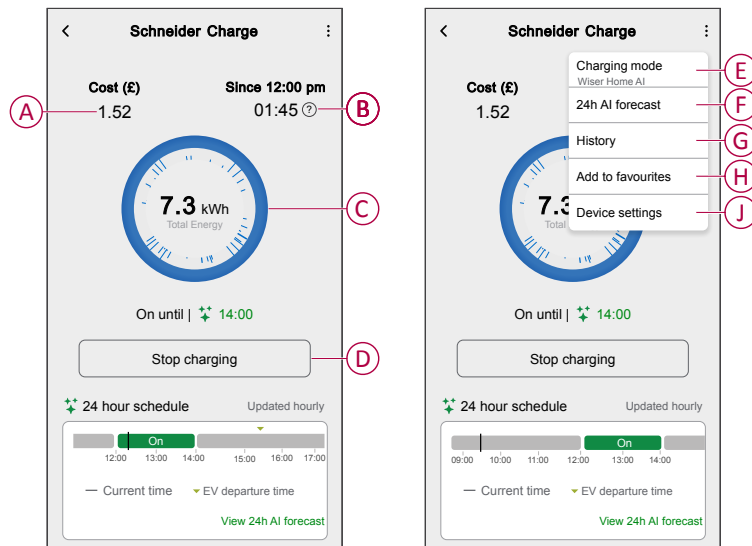 Schneider Charge
Cost (£)
Since 12:00 pm
A
1.52
01:45 ?
B
7.3 kWh
Total Energy
C
On until | 14:00
Stop charging
D
24 hour schedule
Updated hourly
On
12:00 13:00 14:00 15:00 16:00 17:00
Current time
EV departure time
View 24h AI forecast
Schneider Charge
Charging mode
Wiser Home AI
E
Cost (£)
1.52
24h AI forecast
F
History
G
Add to favourites
H
Device settings
J
7.3
Total
On until | 14:00
Stop charging
24 hour schedule
Updated hourly
On
09:00 10:00 11:00 12:00 13:00 14:00
Current time
EV departure time
View 24h AI forecast